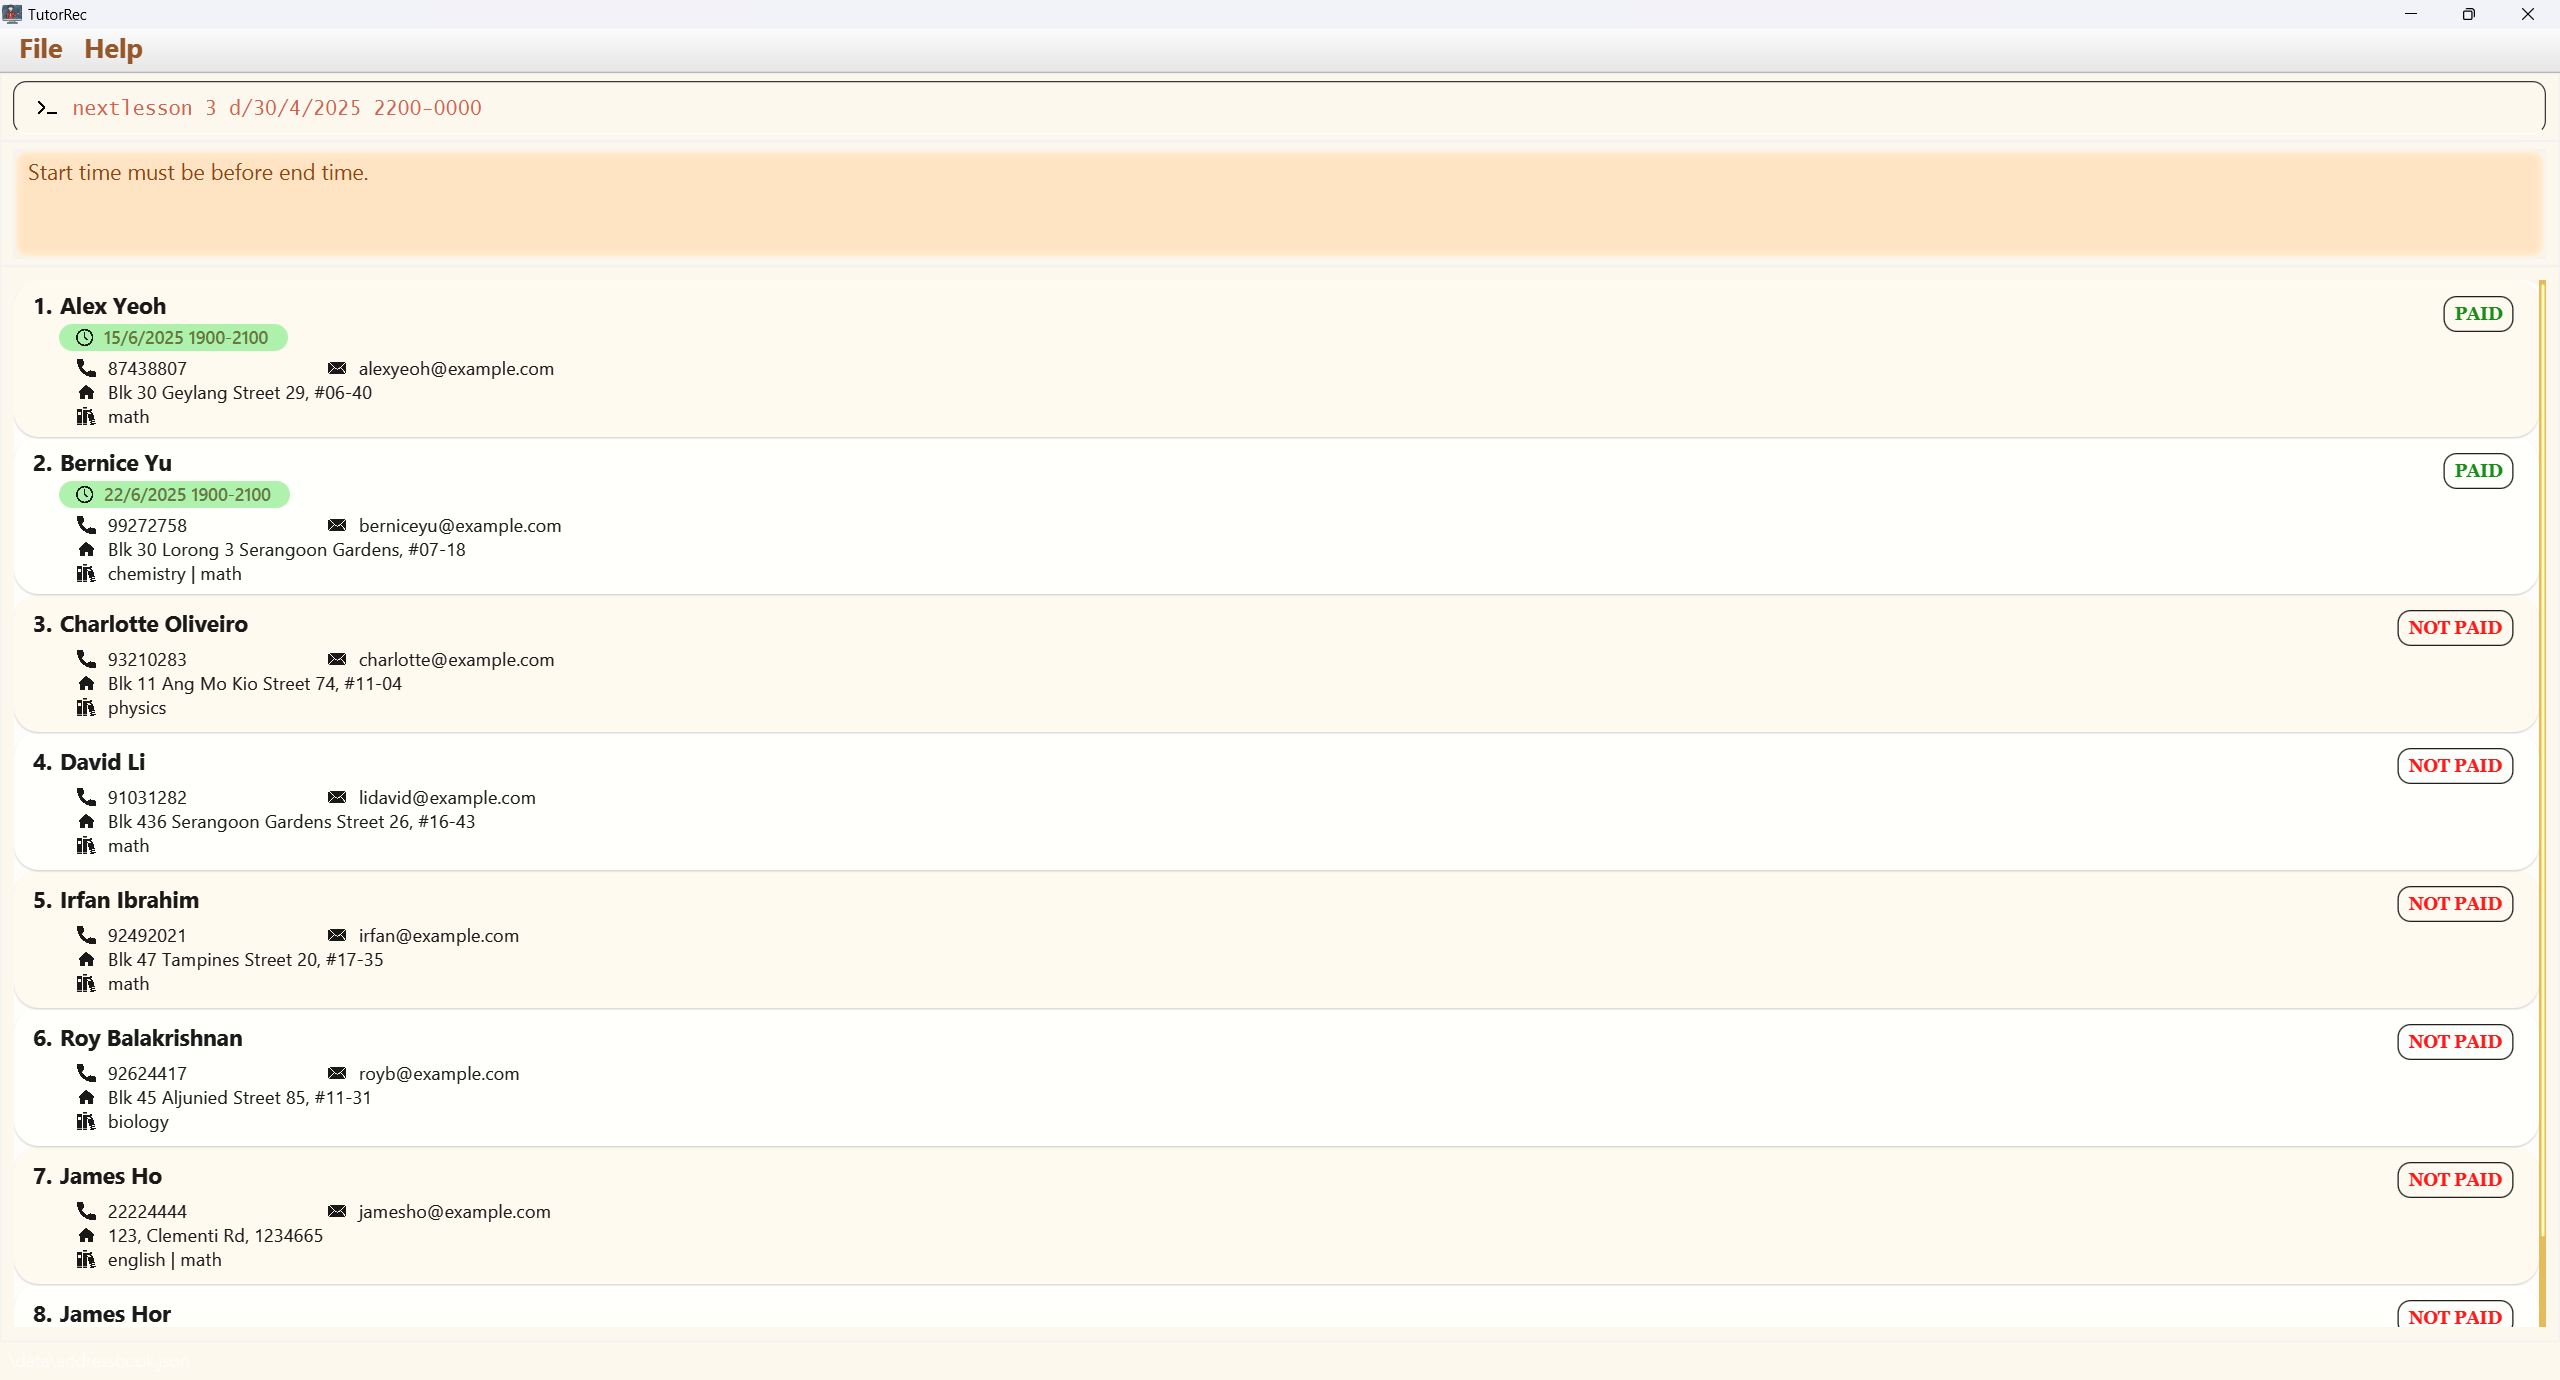 TutorRec
File Help
nextlesson 3 d/30/4/2025 2200-0000
Start time must be before end time.
1. Alex Yeoh
PAID
15/6/2025 1900-2100
87438807 alexyeoh@example.com
Blk 30 Geylang Street 29, #06-40
math
2. Bernice Yu
PAID
22/6/2025 1900-2100
99272758 berniceyu@example.com
Blk 30 Lorong 3 Serangoon Gardens, #07-18
chemistry | math
3. Charlotte Oliveiro
NOT PAID
93210283 charlotte@example.com
Blk 11 Ang Mo Kio Street 74, #11-04
physics
4. David Li
NOT PAID
91031282 lidavid@example.com
Blk 436 Serangoon Gardens Street 26, #16-43
math
5. Irfan Ibrahim
NOT PAID
92492021 irfan@example.com
Blk 47 Tampines Street 20, #17-35
math
6. Roy Balakrishnan
NOT PAID
92624417 royb@example.com
Blk 45 Aljunied Street 85, #11-31
biology
7. James Ho
NOT PAID
22224444 jamesho@example.com
123, Clementi Rd, 1234665
english | math
8. James Hor
NOT PAID